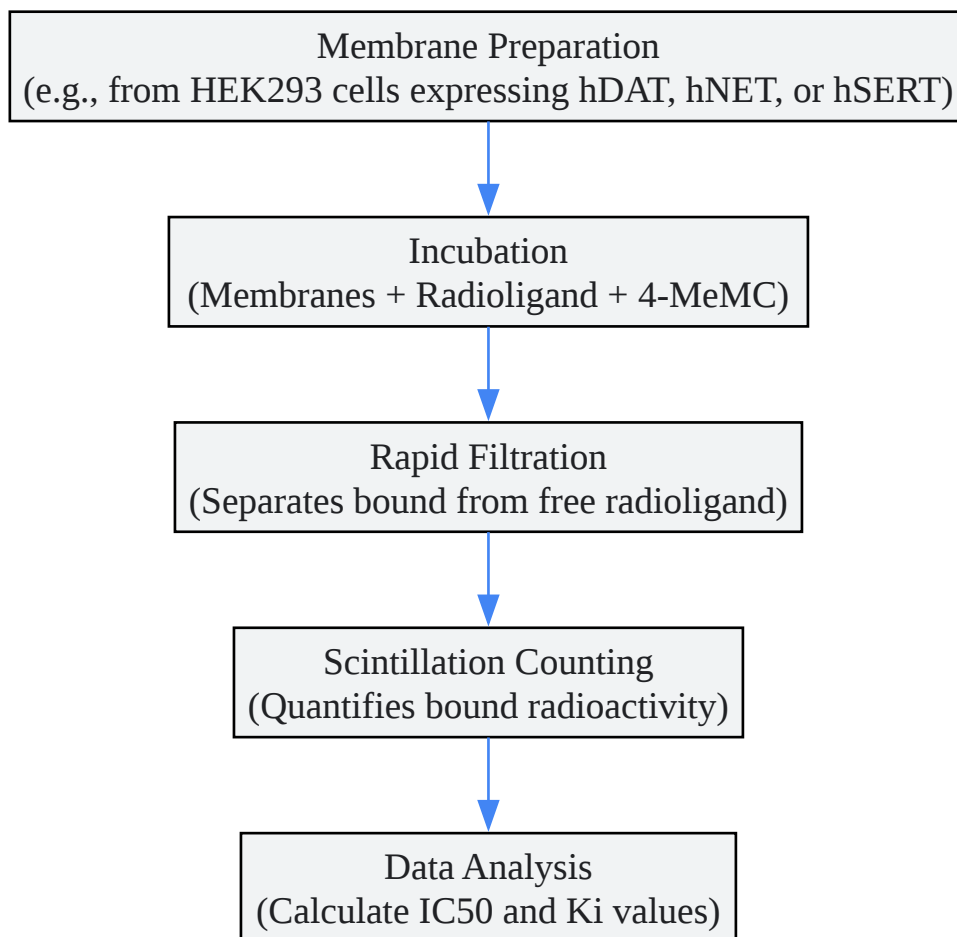 Membrane Preparation
(e.g., from HEK293 cells expressing hDAT, hNET, or hSERT)
Incubation
(Membranes + Radioligand + 4-MeMC)
Rapid Filtration
(Separates bound from free radioligand)
Scintillation Counting
(Quantifies bound radioactivity)
Data Analysis
(Calculate IC50 and Ki values)